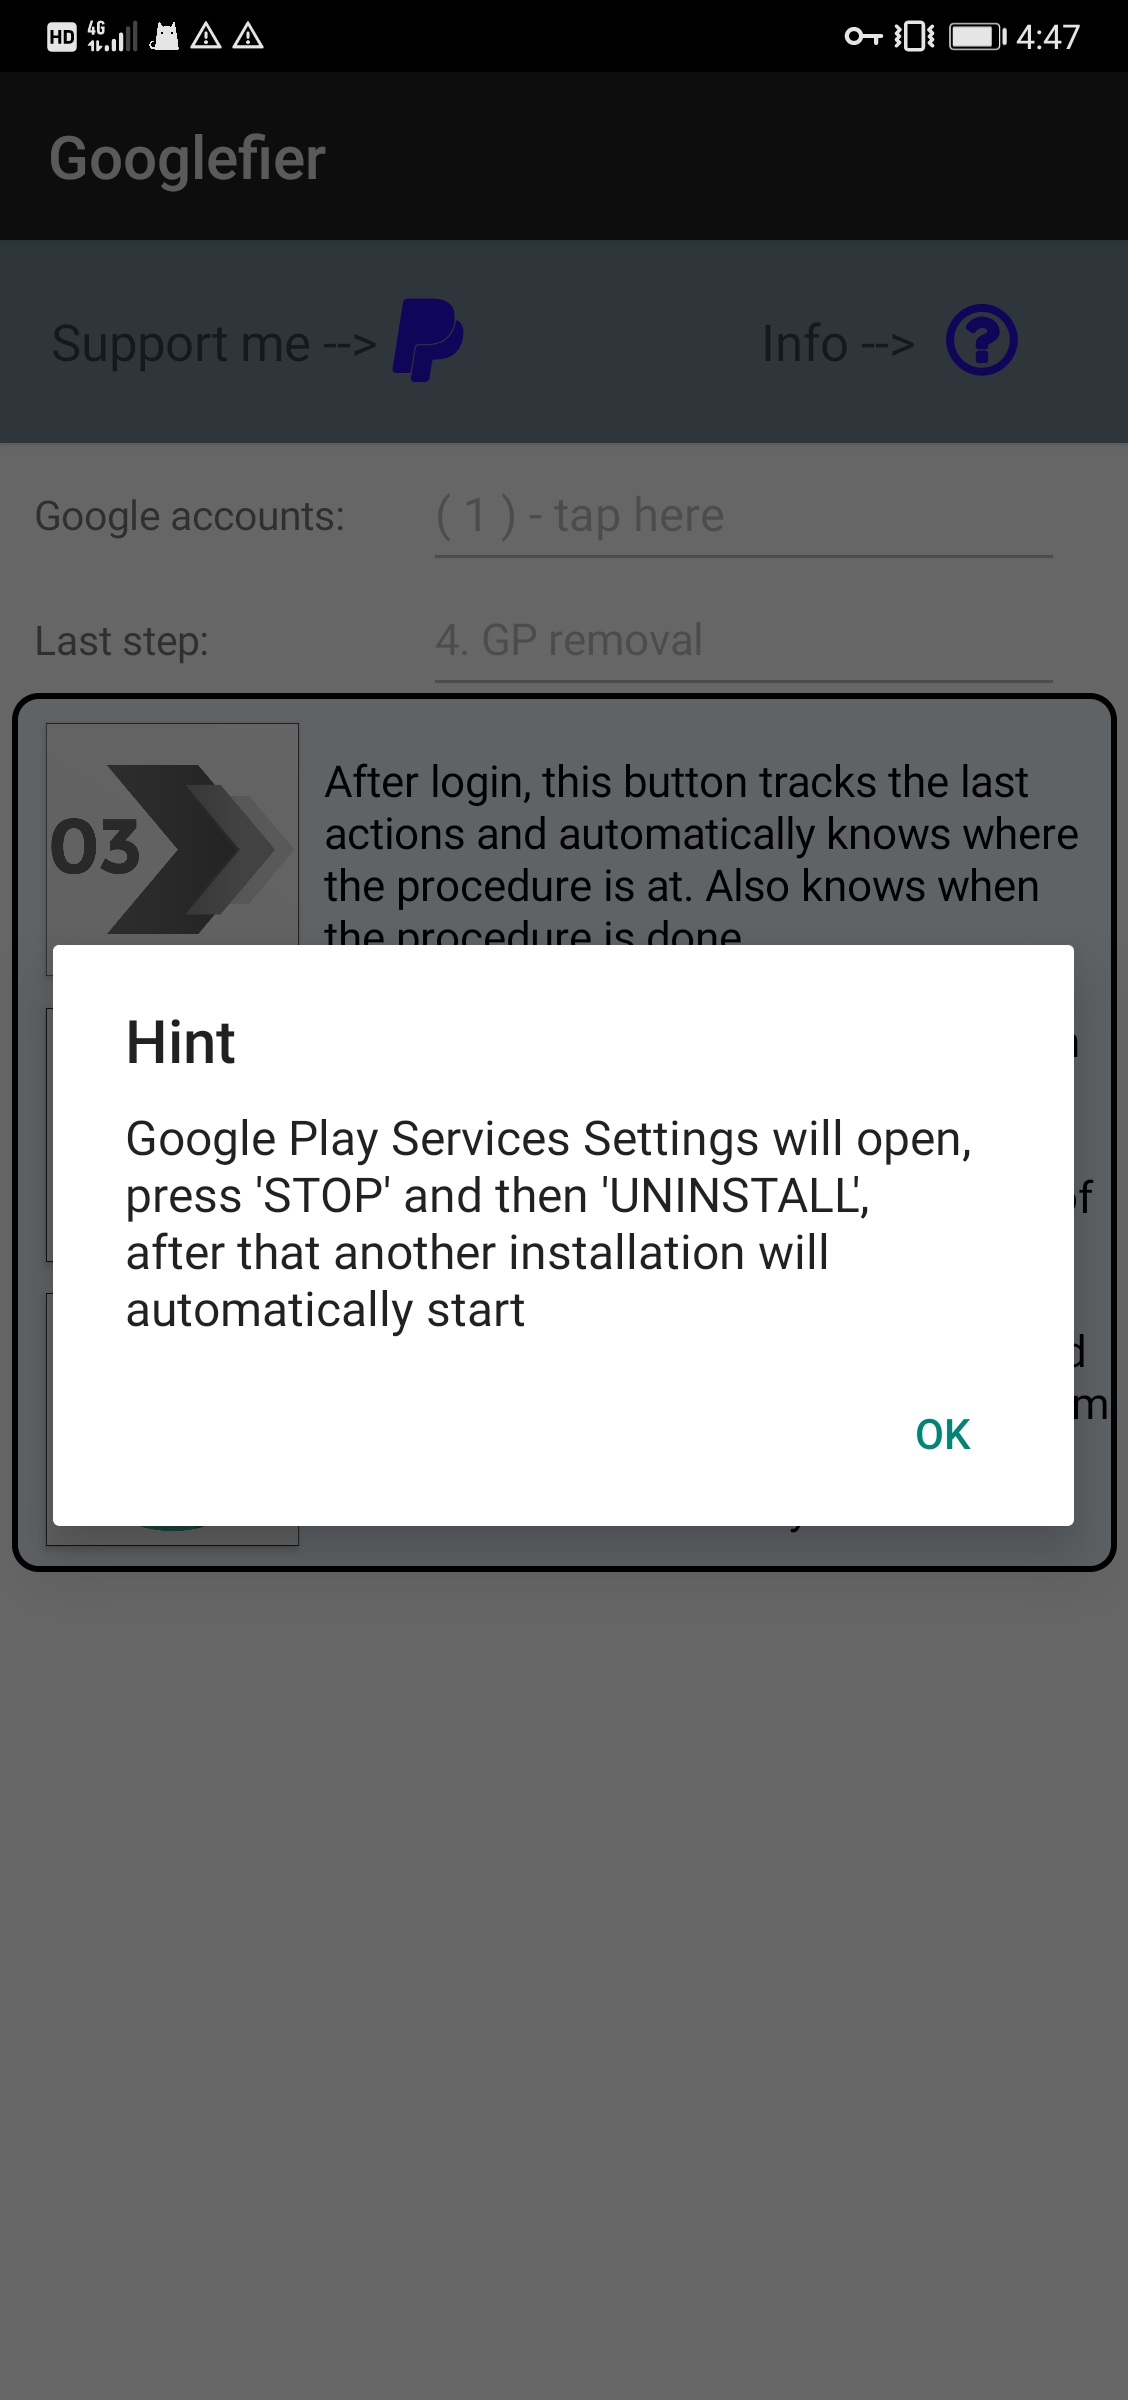 HD 4G 4:47
Googlefier
Support me --> Info -->
Google accounts: ( 1 ) - tap here
Last step: 4. GP removal
03
After login, this button tracks the last
actions and automatically knows where
the procedure is at. Also knows when
the procedure is done
Hint
Google Play Services Settings will open,
press 'STOP' and then 'UNINSTALL',
after that another installation will
automatically start
OK